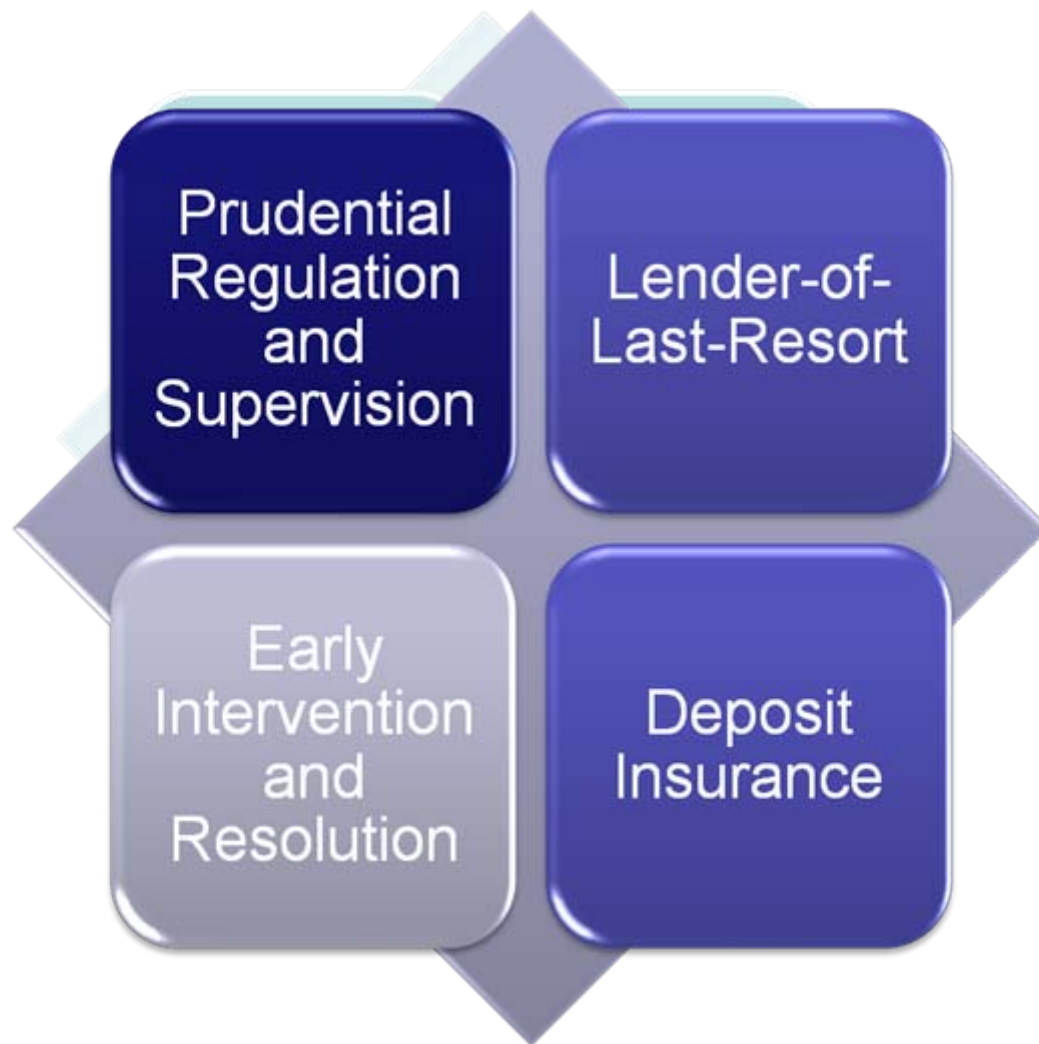 Prudential
Regulation
and
Supervision
Lender-of-
Last-Resort
Early
Intervention
and
Resolution
Deposit
Insurance